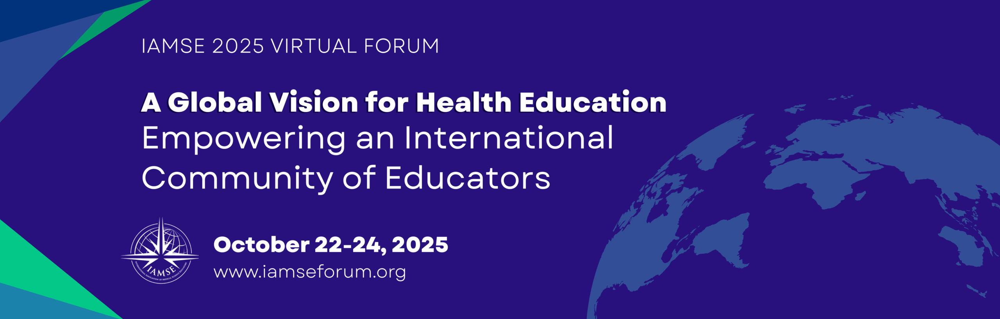 IAMSE 2025 VIRTUAL FORUM
A Global Vision for Health Education
Empowering an International
Community of Educators
October 22-24, 2025
www.iamseforum.org
IAMSE
INTERNATIONAL ASSOCIATION OF MEDICAL SCIENCE EDUCATORS